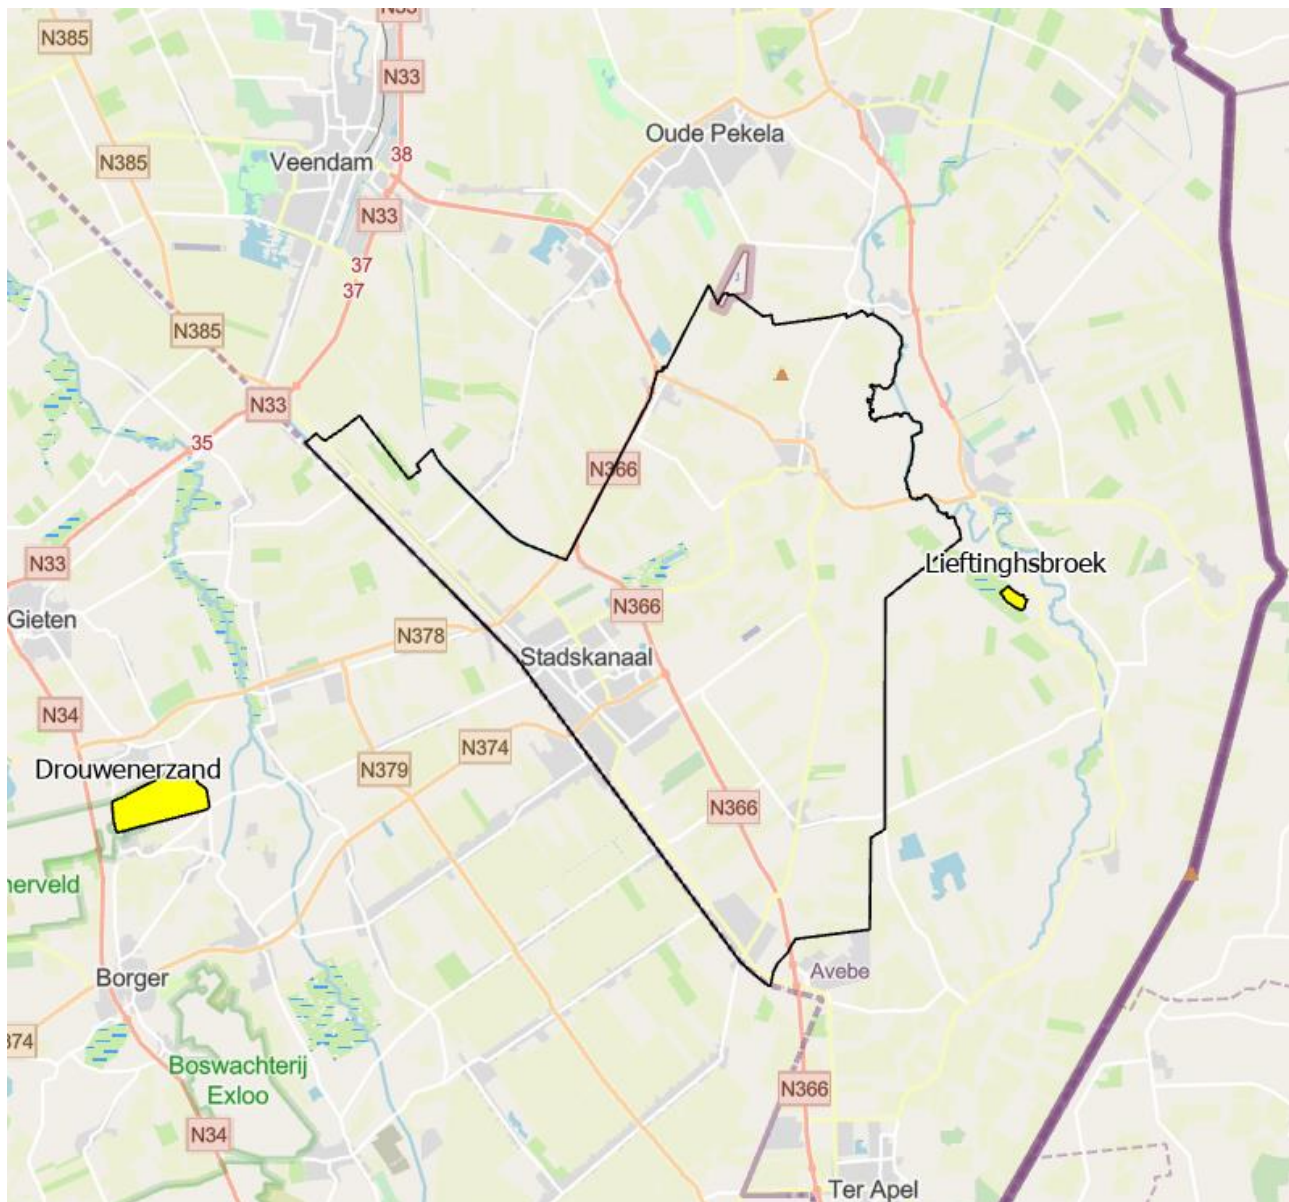 N33
N385
N33
Oude Pekela
38
Veendam
N385
N33
37
37
N385
N33
35
N366
N33
Lieftinghsbroek
N366
Gieten
N378
Stadskanaal
N34
N374
Drouwenerzand
N379
N366
nerveld
Avebe
Borger
374
Boswachterij
Exloo
N366
N34
Ter Apel